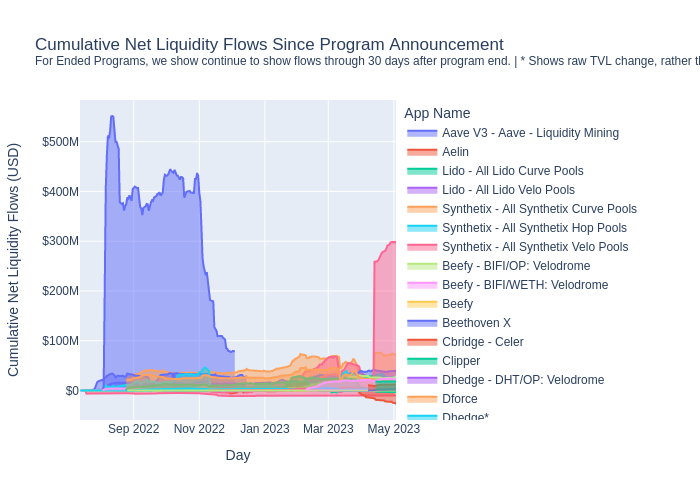 Cumulative Net Liquidity Flows Since Program Announcement
For Ended Programs, we show continue to show flows through 30 days after program end. | * Shows raw TVL change, rather
App Name
Aave V3 - Aave - Liquidity Mining
Aelin
Lido - All Lido Curve Pools
Lido - All Lido Velo Pools
Synthetix - All Synthetix Curve Pools
Synthetix - All Synthetix Hop Pools
Synthetix - All Synthetix Velo Pools
Beefy - BIFI/OP: Velodrome
Beefy - BIFI/WETH: Velodrome
Beefy
Beethoven X
Cbridge - Celer
Clipper
Dhedge - DHT/OP: Velodrome
Dforce
Dhedge*
Cumulative Net Liquidity Flows (USD)
$500M
$400M
$300M
$200M
$100M
$0
Sep 2022 Nov 2022 Jan 2023 Mar 2023 May 2023
Day